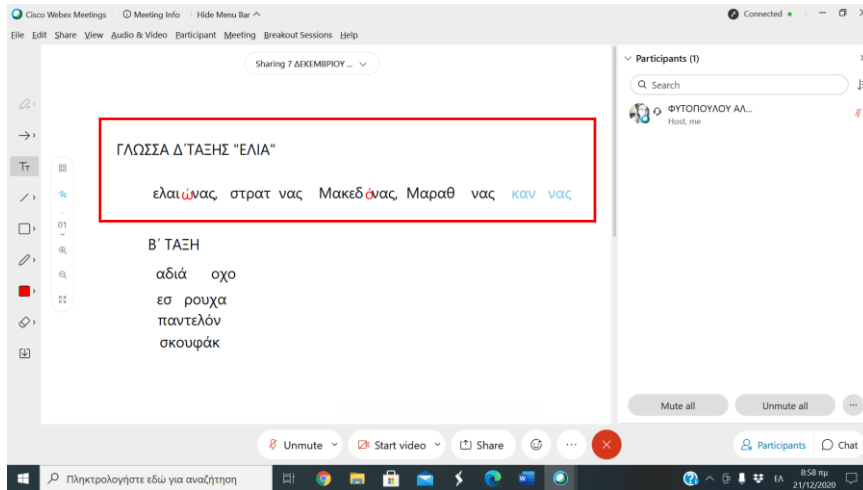 Cisco Webex Meetings Meeting Info Hide Menu Bar Connected
File Edit Share View Audio & Video Participant Meeting Breakout Sessions Help
Sharing 7 ΔΕΚΕΜΒΡΙΟΥ ...
Participants (1)
Search
ΦΥΤΟΠΟΥΛΟΥ ΑΛ...
Host, me
ΓΛΩΣΣΑ Δ΄ΤΑΞΗΣ "ΕΛΙΑ"
ελαιώνας, στρατ νας Μακεδόνας, Μαραθ νας καν νας
Β΄ ΤΑΞΗ
αδιά οχο
εσ ρουχα
παντελόν
σκουφάκ
01
Mute all Unmute all ...
Unmute Start video Share ... Participants Chat
Πληκτρολογήστε εδώ για αναζήτηση
ΕΛ
8:58 πμ
21/12/2020